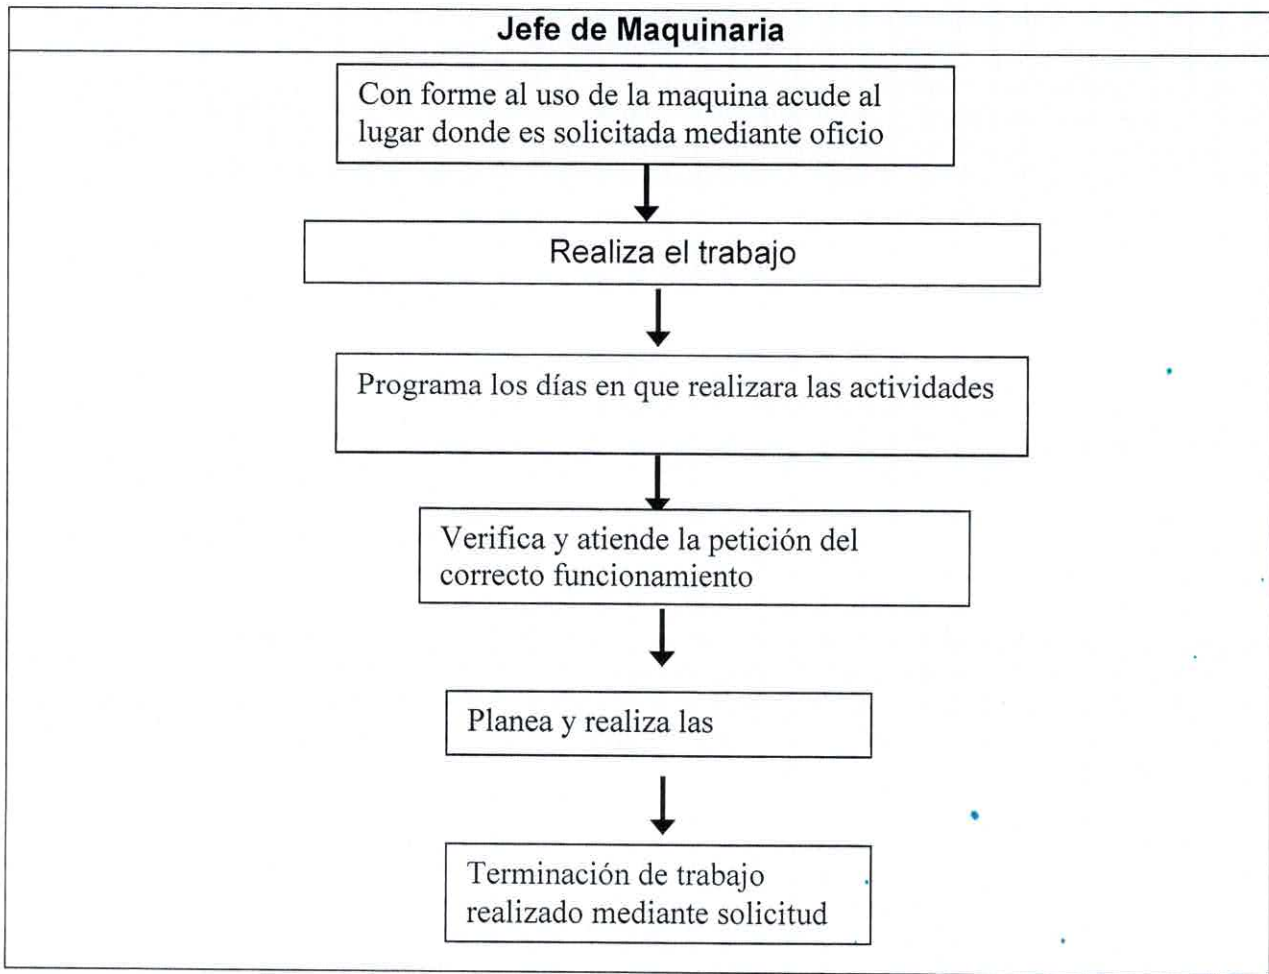 Jefe de Maquinaria
Con forme al uso de la maquina acude al
lugar donde es solicitada mediante oficio
Realiza el trabajo
Programa los días en que realizara las actividades
Verifica y atiende la petición del
correcto funcionamiento
Planea y realiza las
Terminación de trabajo
realizado mediante solicitud